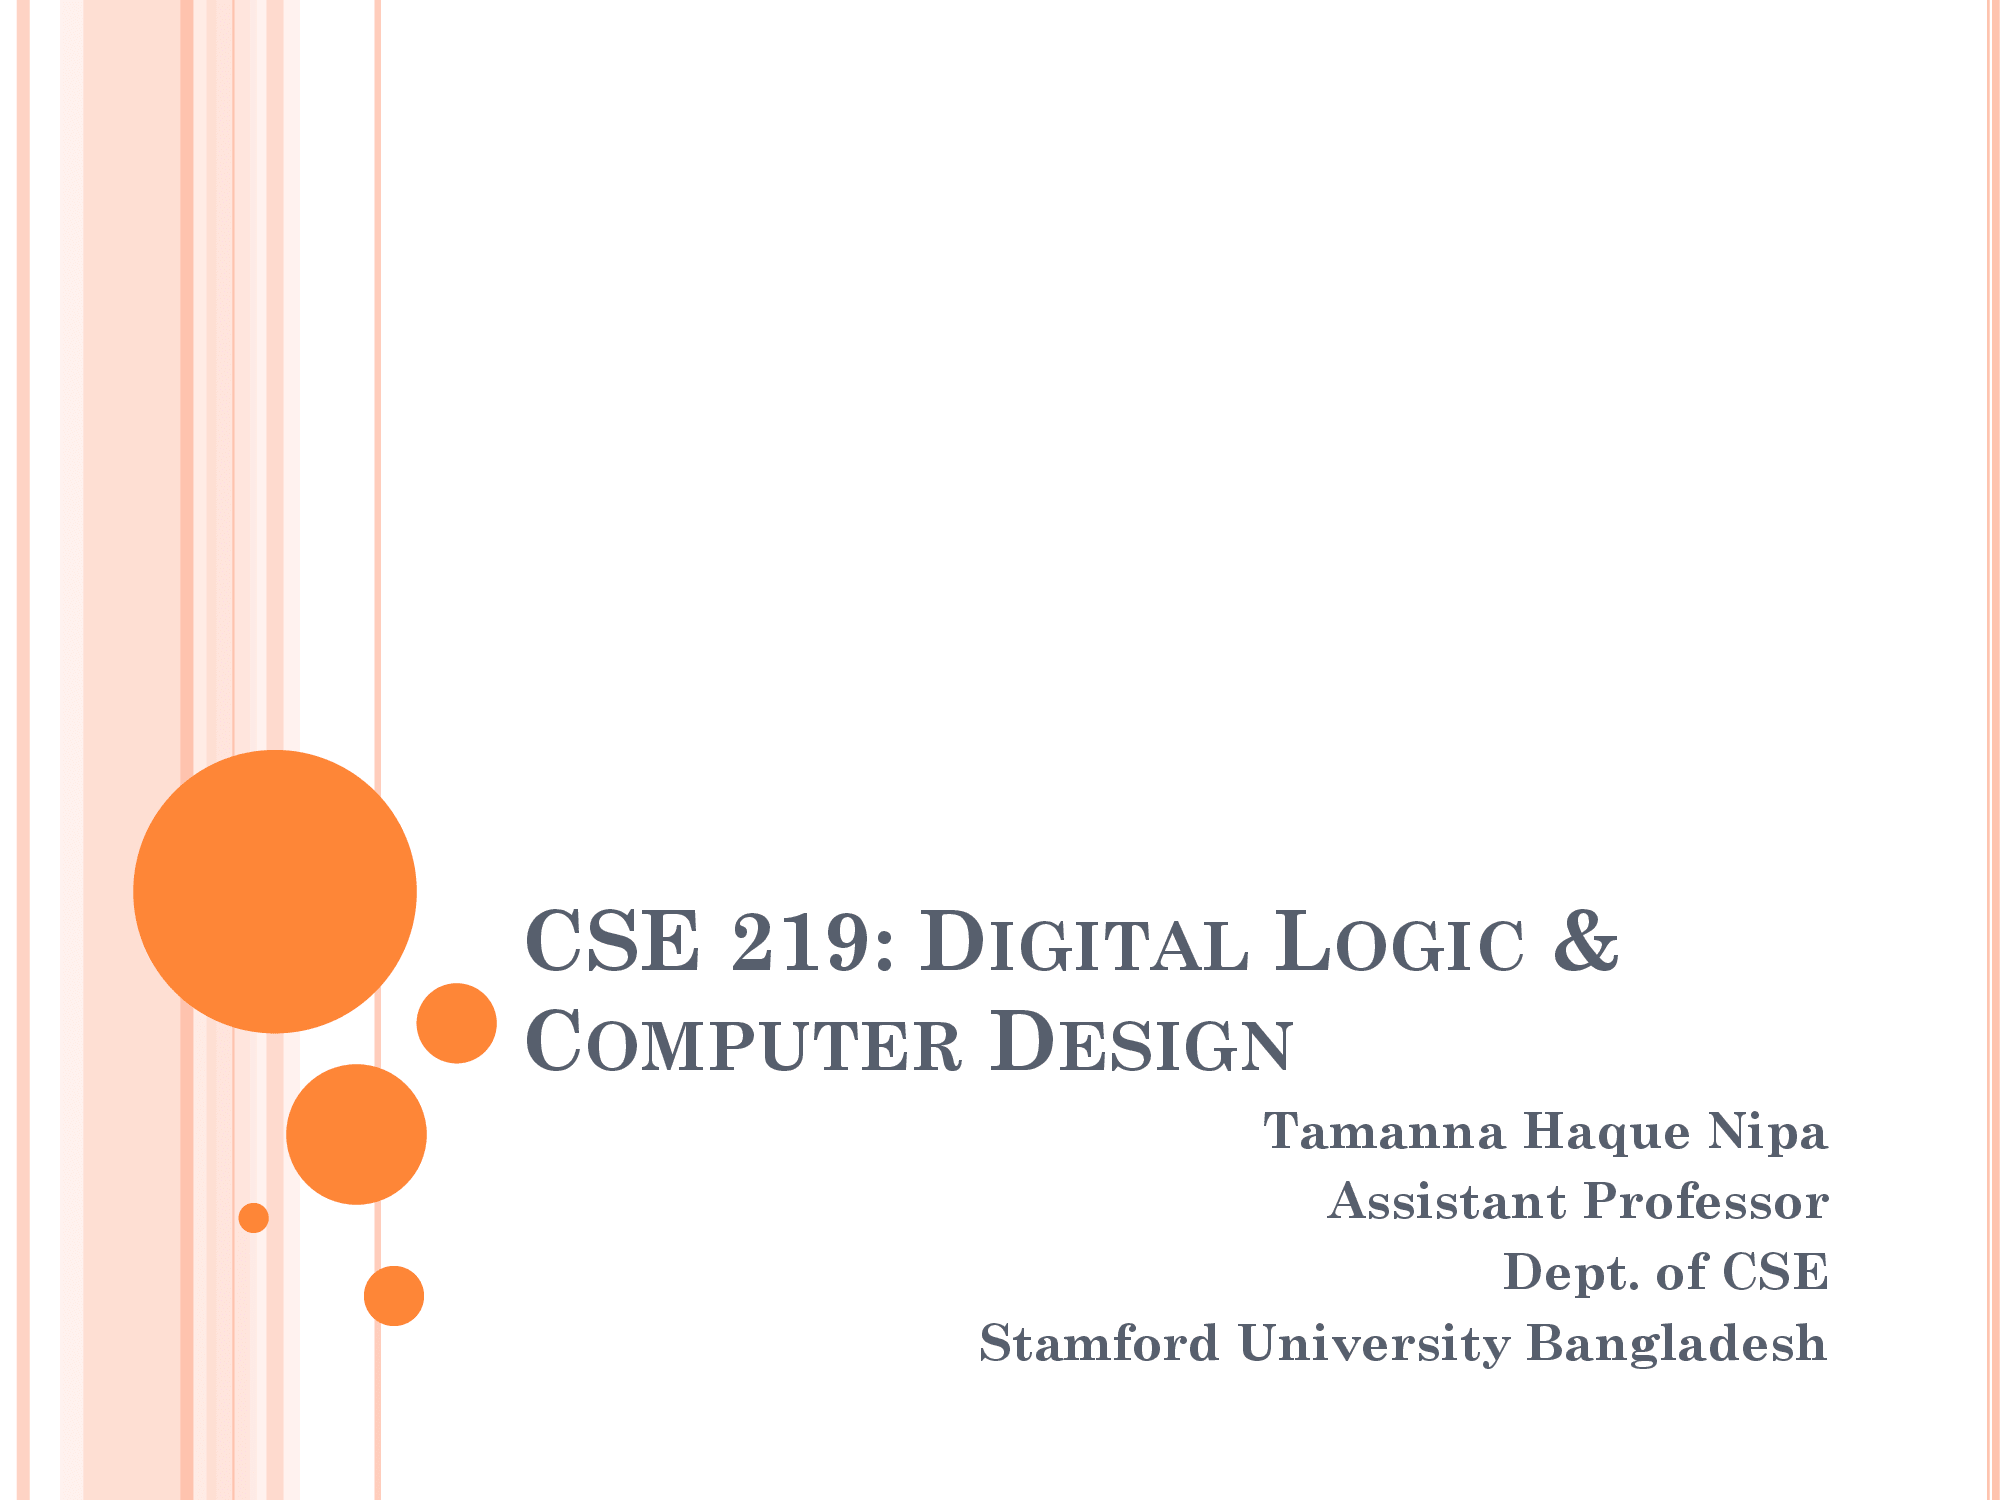 CSE 219: Digital Logic &
Computer Design
Tamanna Haque Nipa
Assistant Professor
Dept. of CSE
Stamford University Bangladesh